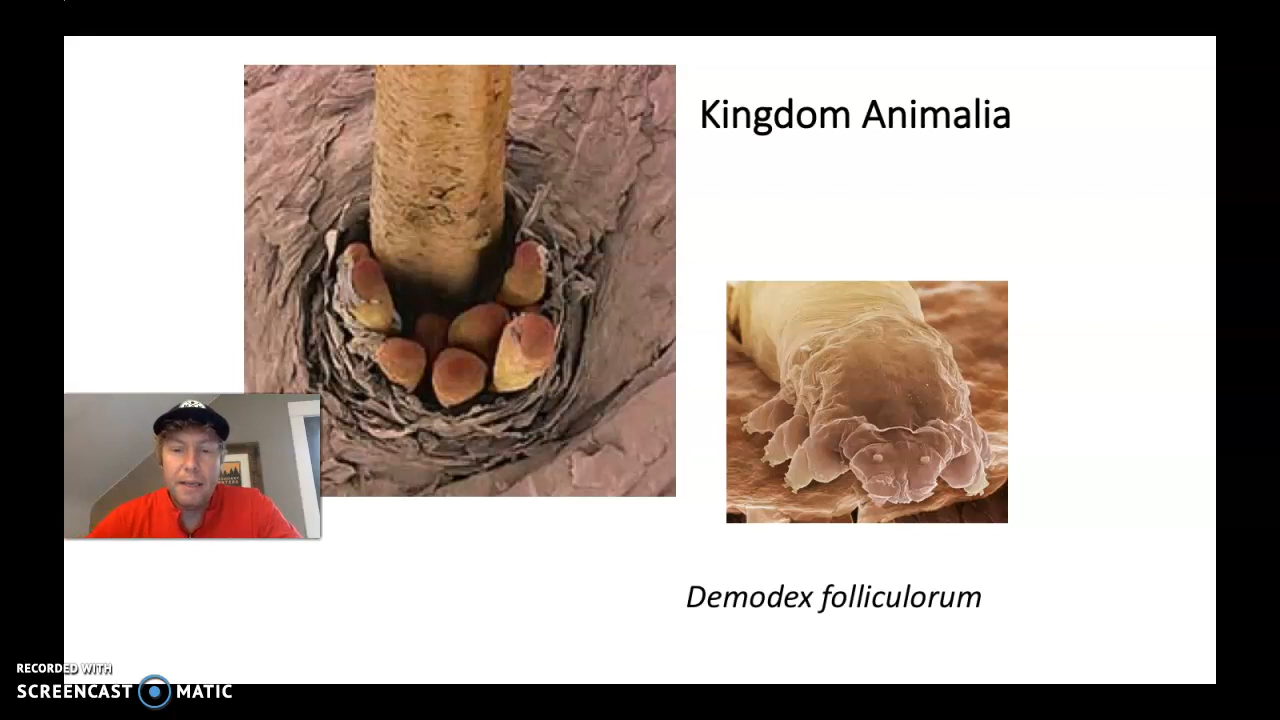 Kingdom Animalia
Demodex folliculorum
RECORDED WITH
SCREENCAST MATIC